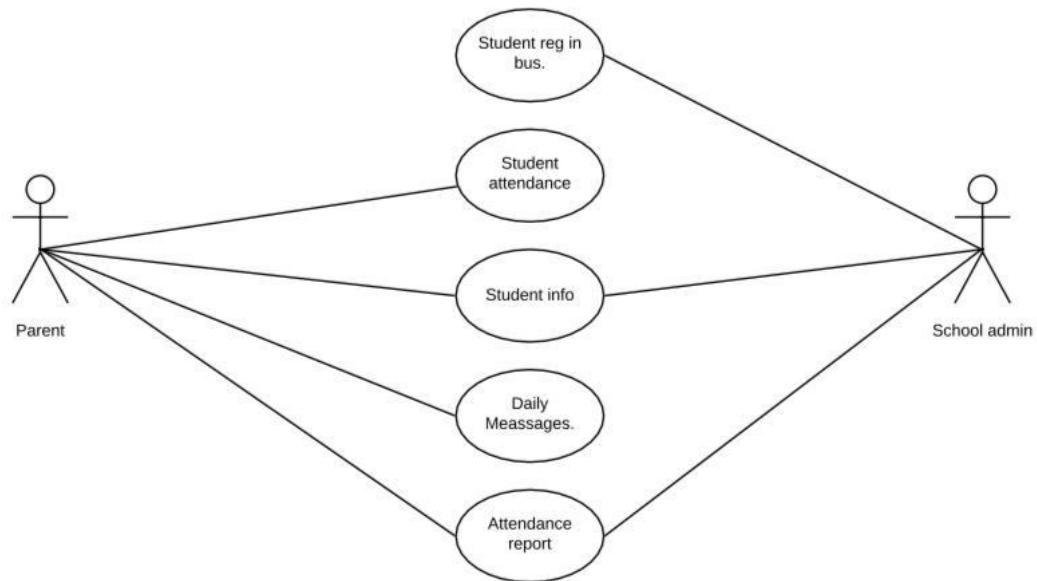 Student reg in
bus.
Student
attendance
Student info
Parent
School admin
Daily
Meassages.
Attendance
report